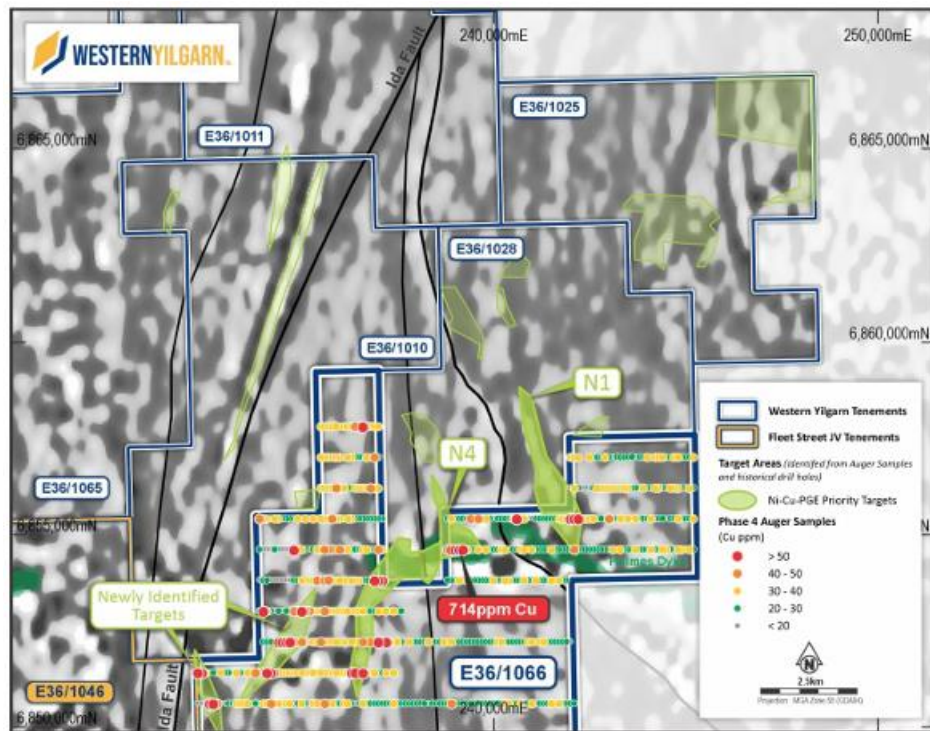 WESTERNYILGARN
Ida Fault
240,000mE
250,000mE
E36/1025
6,865,000mN
E36/1011
6,865,000mN
E36/1028
E36/1010
6,860,000mN
N1
N4
E36/1065
6,855,000mN
Newly Identified
Targets
714ppm Cu
E36/1066
E36/1046
Ida Fault
240,000mE
6,850,000mN
Western Yilgarn Tenements
Fleet Street JV Tenements
Target Areas (Identifed from Auger Samples
and historical drill holes)
Ni-Cu-PGE Priority Targets
Phase 4 Auger Samples
(Cu ppm)
> 50
40 - 50
30 - 40
20 - 30
< 20
N
2.5km